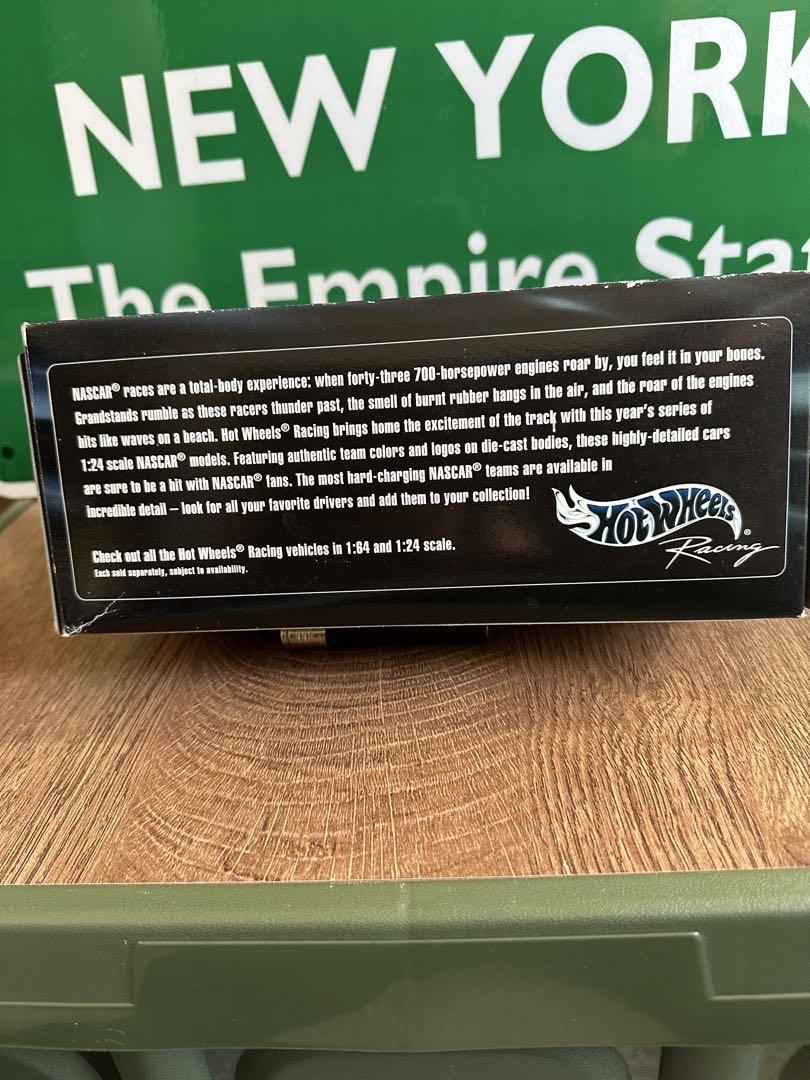 NEW YORK
The Empire Sta
NASCAR® races are a total-body experience: when forty-three 700-horsepower engines roar by, you feel it in your bones.
Grandstands rumble as these racers thunder past, the smell of burnt rubber hangs in the air, and the roar of the engines
hits like waves on a beach. Hot Wheels® Racing brings home the excitement of the track with this year's series of
1:24 scale NASCAR® models. Featuring authentic team colors and logos on die-cast bodies, these highly-detailed cars
are sure to be a hit with NASCAR® fans. The most hard-charging NASCAR® teams are available in
incredible detail – look for all your favorite drivers and add them to your collection!
Hot Wheels®
Racing
Check out all the Hot Wheels® Racing vehicles in 1:64 and 1:24 scale.
Each sold separately, subject to availability.